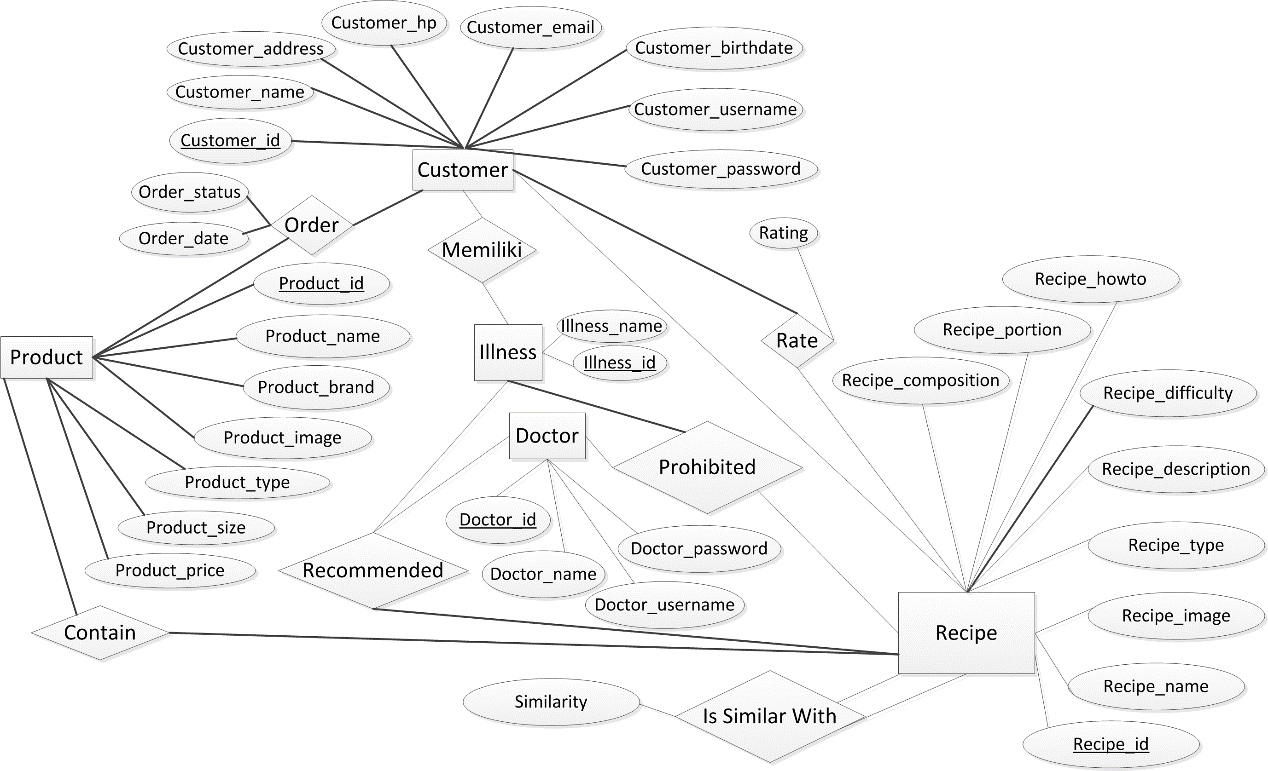 Customer_hp
Customer_email
Customer_address
Customer_birthdate
Customer_name
Customer_username
Customer_id
Customer
Customer_password
Order_status
Order
Order_date
Memiliki
Rating
Product_id
Recipe_howto
Product_name
Illness_name
Recipe_portion
Product
Illness
Illness_id
Rate
Product_brand
Recipe_composition
Recipe_difficulty
Product_image
Doctor
Prohibited
Recipe_description
Product_type
Product_size
Doctor_id
Doctor_password
Recipe_type
Product_price
Recommended
Doctor_name
Doctor_username
Recipe_image
Contain
Recipe
Recipe_name
Similarity
Is Similar With
Recipe_id